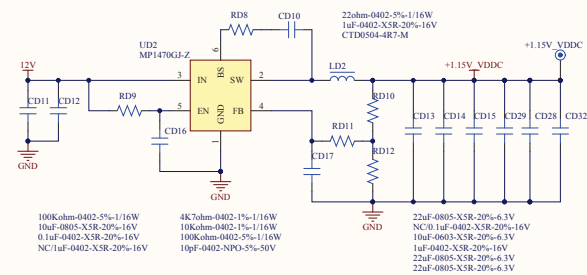 RD8
CD10
22ohm-0402-5%-1/16W
1uF-0402-X5R-20%-16V
CTD0504-4R7-M
UD2
MP1470GJ-Z
6
BS
+1.15V_VDDC
+1.15V_VDDC
12V
3
IN
SW
2
LD2
CD11
CD12
RD9
5
EN
FB
4
RD10
CD13
CD14
CD15
CD29
CD28
CD32
GND
1
CD16
RD11
CD17
RD12
GND
GND
GND
100Kohm-0402-5%-1/16W
10uF-0805-X5R-20%-16V
0.1uF-0402-X5R-20%-16V
NC/1uF-0402-X5R-20%-16V
4K7ohm-0402-1%-1/16W
10Kohm-0402-1%-1/16W
100Kohm-0402-5%-1/16W
10pF-0402-NPO-5%-50V
22uF-0805-X5R-20%-6.3V
NC/0.1uF-0402-X5R-20%-16V
10uF-0603-X5R-20%-6.3V
1uF-0402-X5R-20%-16V
22uF-0805-X5R-20%-6.3V
22uF-0805-X5R-20%-6.3V